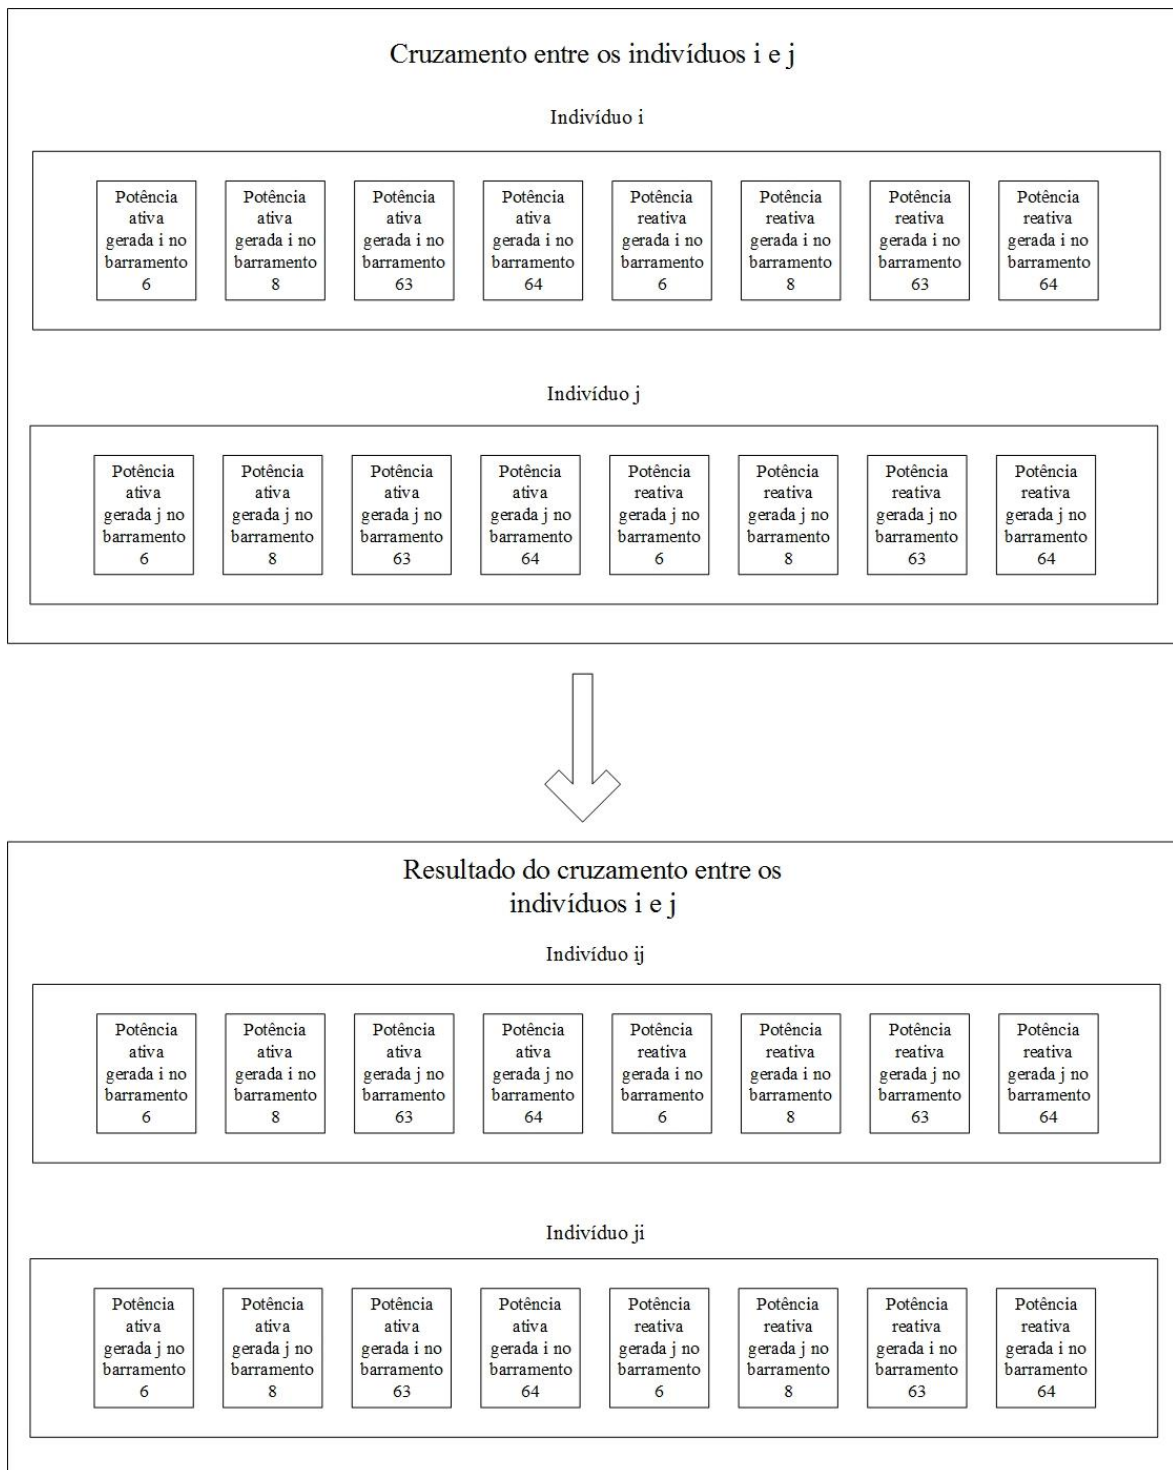 Cruzamento entre os indivíduos i e j
Indivíduo i
Potência
ativa
gerada i no
barramento
6
Potência
ativa
gerada i no
barramento
8
Potência
ativa
gerada i no
barramento
63
Potência
ativa
gerada i no
barramento
64
Potência
reativa
gerada i no
barramento
6
Potência
reativa
gerada i no
barramento
8
Potência
reativa
gerada i no
barramento
63
Potência
reativa
gerada i no
barramento
64
Indivíduo j
Potência
ativa
gerada j no
barramento
6
Potência
ativa
gerada j no
barramento
8
Potência
ativa
gerada j no
barramento
63
Potência
ativa
gerada j no
barramento
64
Potência
reativa
gerada j no
barramento
6
Potência
reativa
gerada j no
barramento
8
Potência
reativa
gerada j no
barramento
63
Potência
reativa
gerada j no
barramento
64
Resultado do cruzamento entre os
indivíduos i e j
Indivíduo ij
Potência
ativa
gerada i no
barramento
6
Potência
ativa
gerada i no
barramento
8
Potência
ativa
gerada j no
barramento
63
Potência
ativa
gerada j no
barramento
64
Potência
reativa
gerada i no
barramento
6
Potência
reativa
gerada i no
barramento
8
Potência
reativa
gerada j no
barramento
63
Potência
reativa
gerada j no
barramento
64
Indivíduo ji
Potência
ativa
gerada j no
barramento
6
Potência
ativa
gerada j no
barramento
8
Potência
ativa
gerada i no
barramento
63
Potência
ativa
gerada i no
barramento
64
Potência
reativa
gerada j no
barramento
6
Potência
reativa
gerada j no
barramento
8
Potência
reativa
gerada i no
barramento
63
Potência
reativa
gerada i no
barramento
64